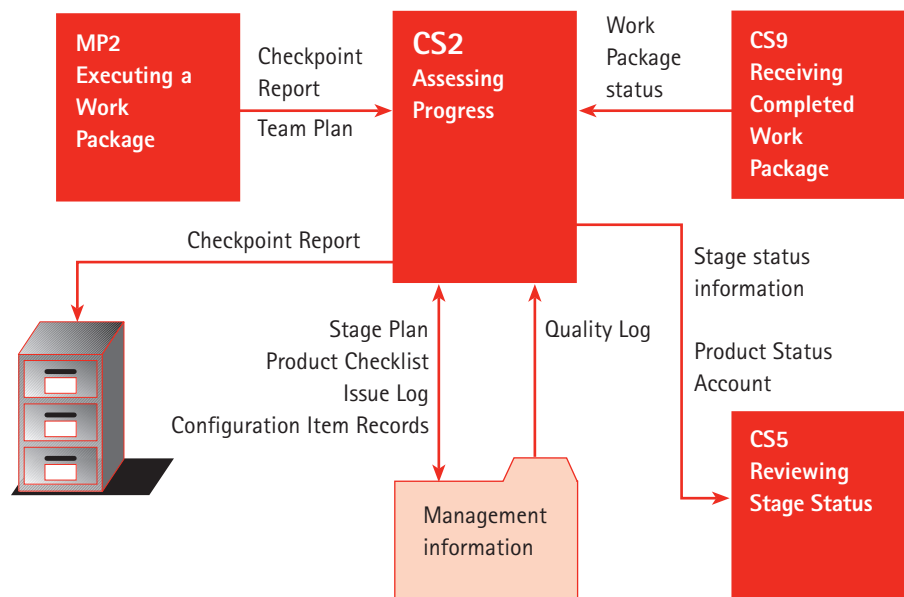 MP2
Executing a
Work
Package
Checkpoint
Report
Team Plan
CS2
Assessing
Progress
Work
Package
status
CS9
Receiving
Completed
Work
Package
Checkpoint Report
Stage Plan
Product Checklist
Issue Log
Configuration Item Records
Quality Log
Stage status
information
Product Status
Account
Management
information
CS5
Reviewing
Stage Status